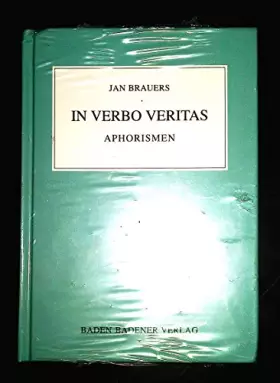 JAN BRAUERS
IN VERBO VERITAS
APHORISMEN
BADEN BADENER VERLAG